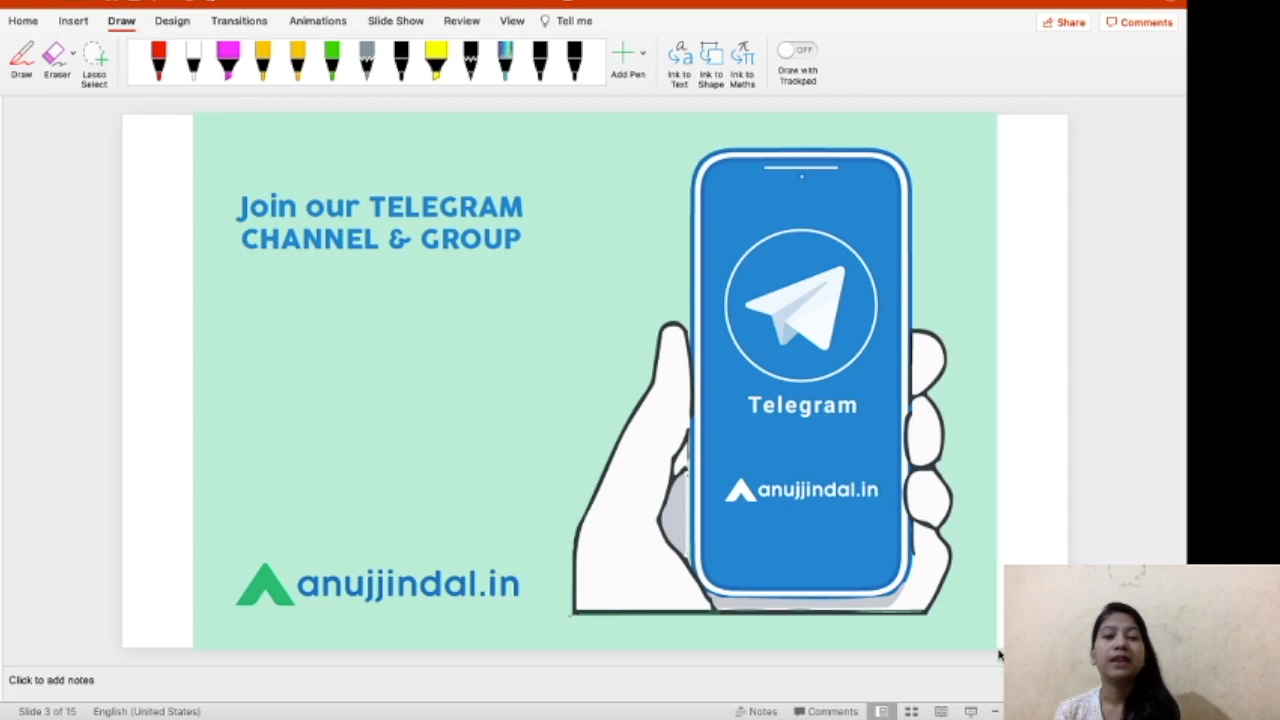 Home Insert Draw Design Transitions Animations Slide Show Review View Tell me
Share Comments
Draw Eraser Lasso Select
Add Pen
Ink to Text Ink to Shape Ink to Maths
OFF
Draw with Trackpad
Join our TELEGRAM
CHANNEL & GROUP
Telegram
anujjindal.in
anujjindal.in
Click to add notes
Slide 3 of 15 English (United States) Notes Comments